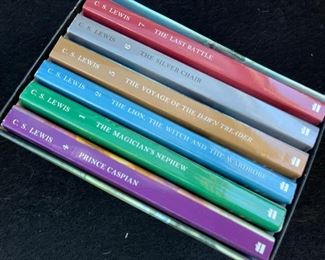 C. S. LEWIS 7 THE LAST BATTLE
C. S. LEWIS 6 THE SILVER CHAIR
C. S. LEWIS 5 THE VOYAGE OF THE DAWN TREADER
C. S. LEWIS 2 THE LION, THE WITCH AND THE WARDROBE
C. S. LEWIS 1 THE MAGICIAN'S NEPHEW
C. S. LEWIS 4 PRINCE CASPIAN